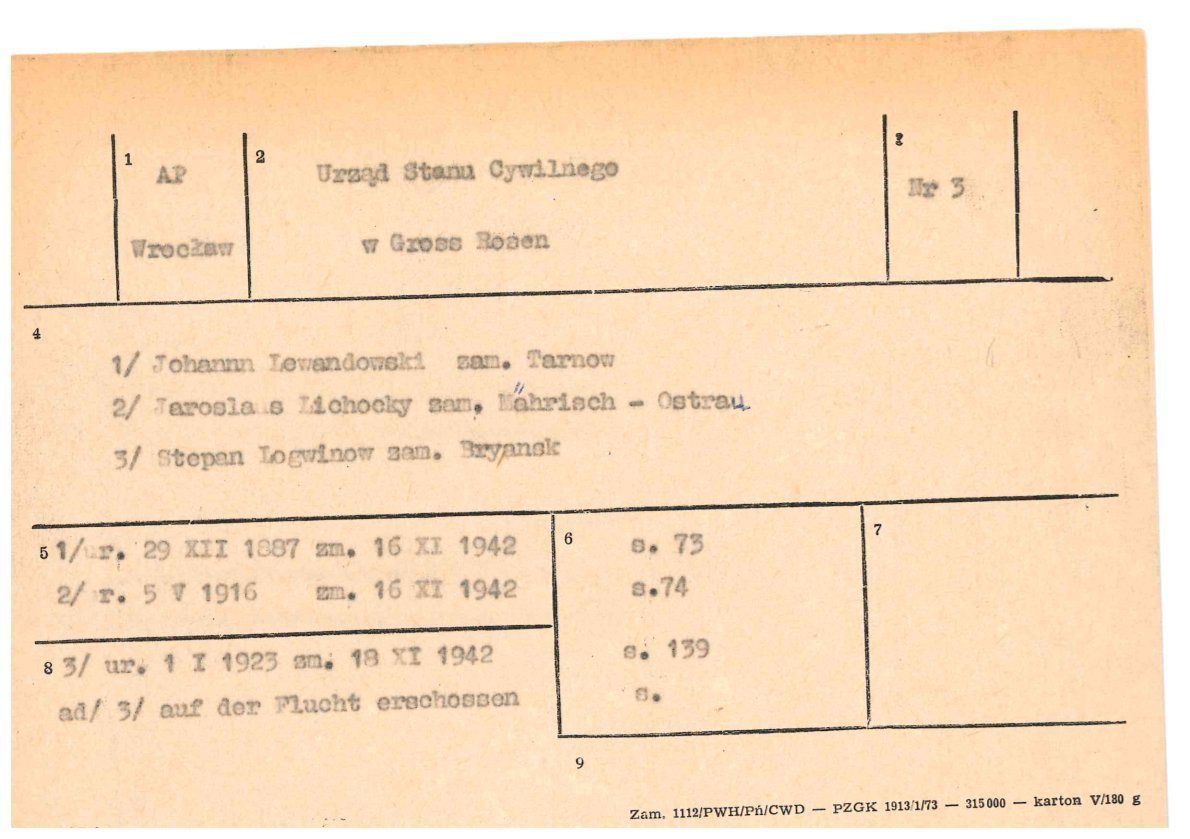 1 AP 2 Urząd Stanu Cywilnego 3 Nr 3
Wrocław w Gross Rosen
4
1/ Johannn Lewandowski zam. Tarnow
2/ Jaroslaus Lichocky zam. Mährisch - Ostrau
3/ Stepan Logwinow zam. Bryansk
5 1/ur. 29 XII 1887 zm. 16 XI 1942 6 s. 73 7
2/ r. 5 V 1916 zm. 16 XI 1942 s.74
8 3/ ur. 1 I 1923 zm. 18 XI 1942 s. 139
ad/ 3/ auf der Flucht erschossen s.
9
Zam. 1112/PWH/Pń/CWD — PZGK 1913/1/73 — 315000 — karton V/180 g